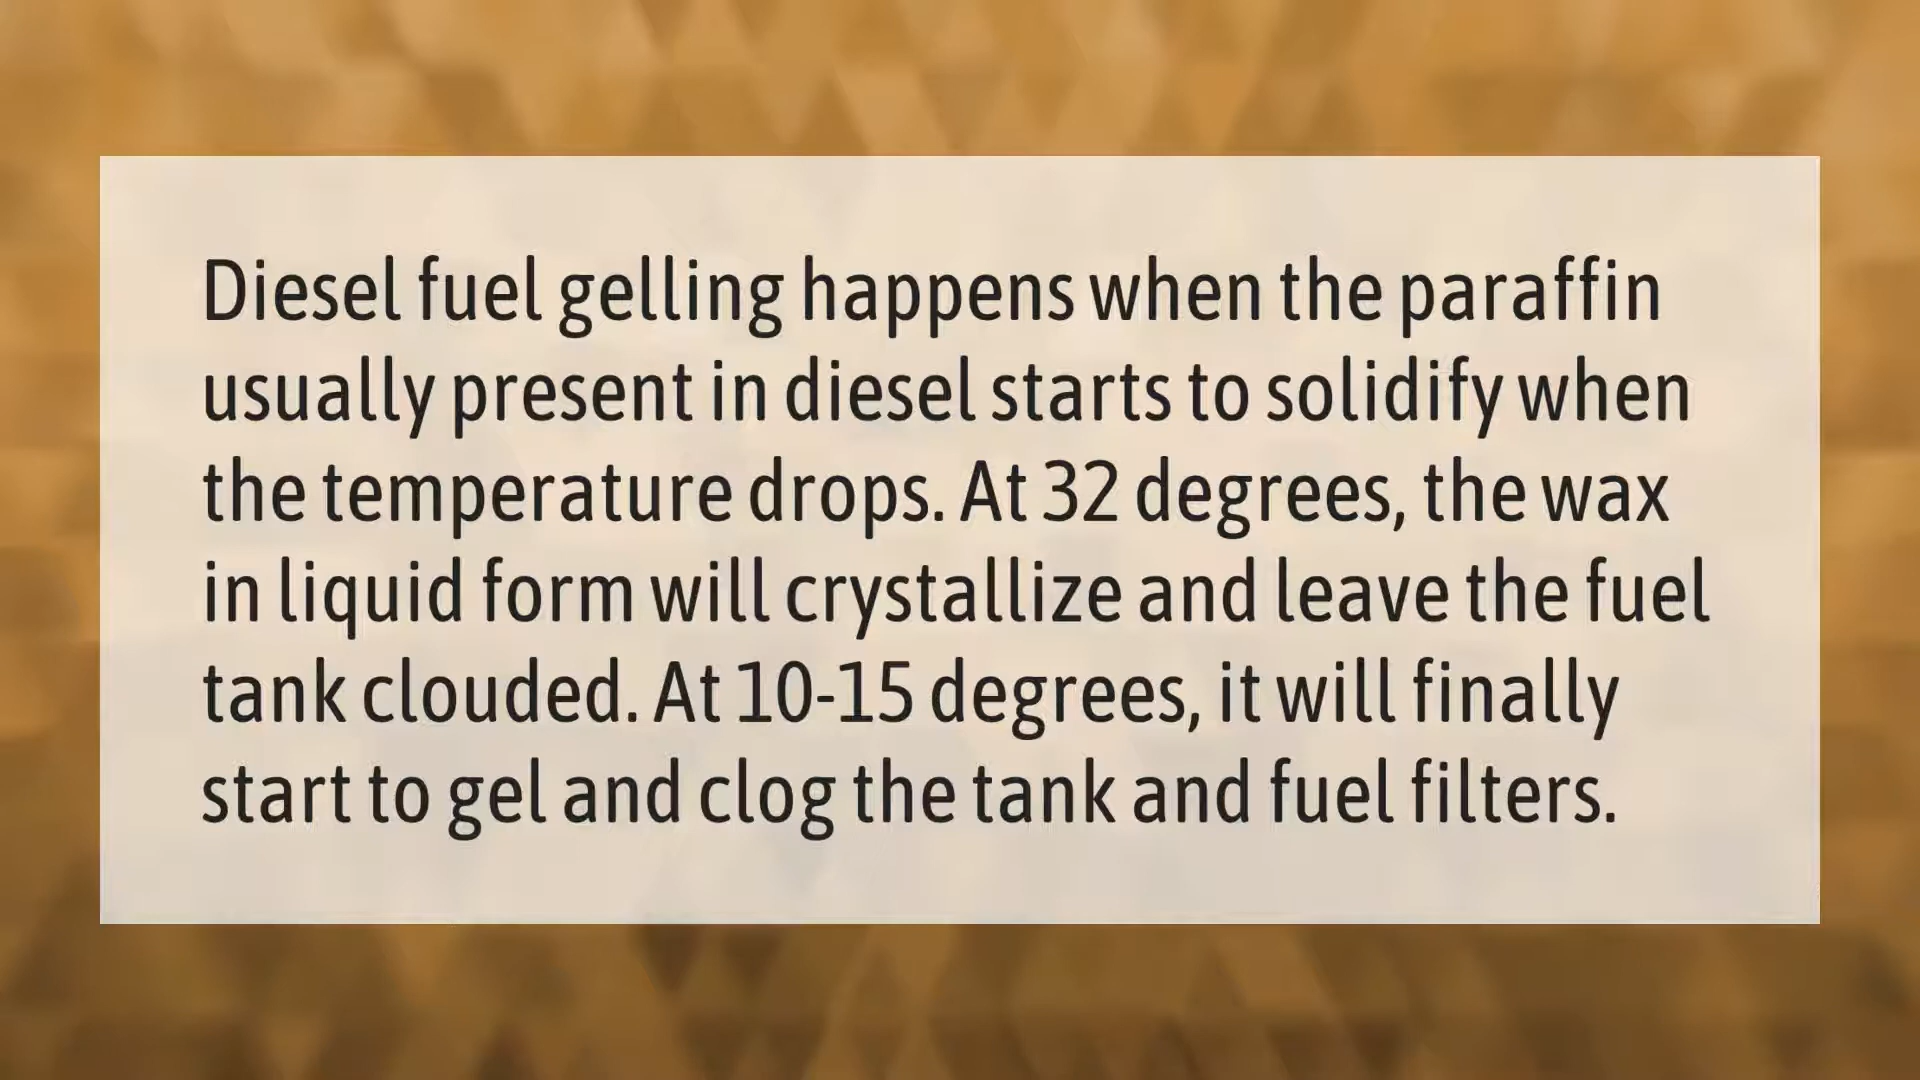 Diesel fuel gelling happens when the paraffin
usually present in diesel starts to solidify when
the temperature drops. At 32 degrees, the wax
in liquid form will crystallize and leave the fuel
tank clouded. At 10-15 degrees, it will finally
start to gel and clog the tank and fuel filters.